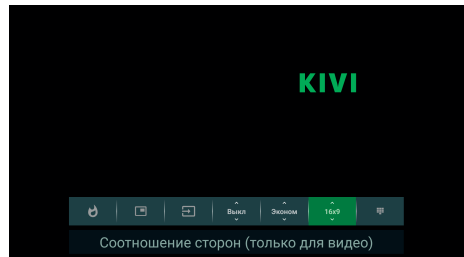 KIVI
Выкл
Эконом
16x9
Соотношение сторон (только для видео)